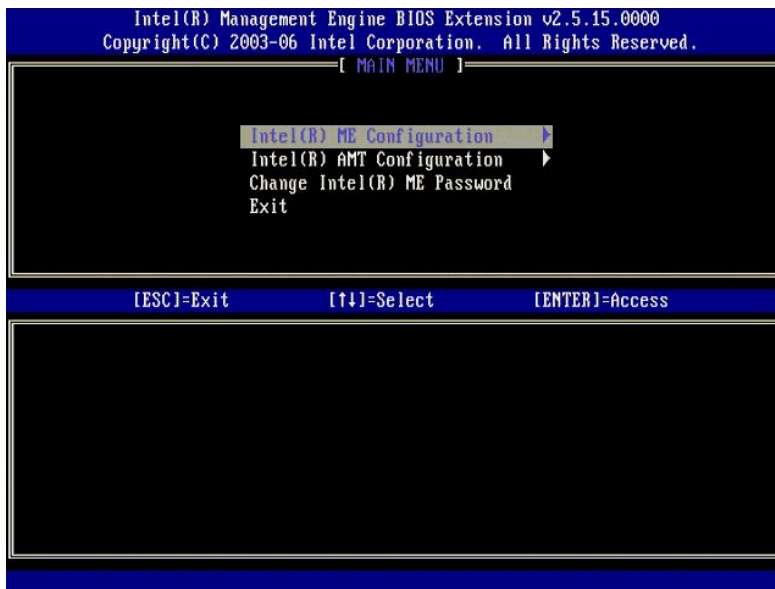 Intel(R) Management Engine BIOS Extension v2.5.15.0000
Copyright(C) 2003-06 Intel Corporation. All Rights Reserved.
[ MAIN MENU ]
Intel(R) ME Configuration ►
Intel(R) AMT Configuration ►
Change Intel(R) ME Password
Exit
[ESC]=Exit [↑↓]=Select [ENTER]=Access